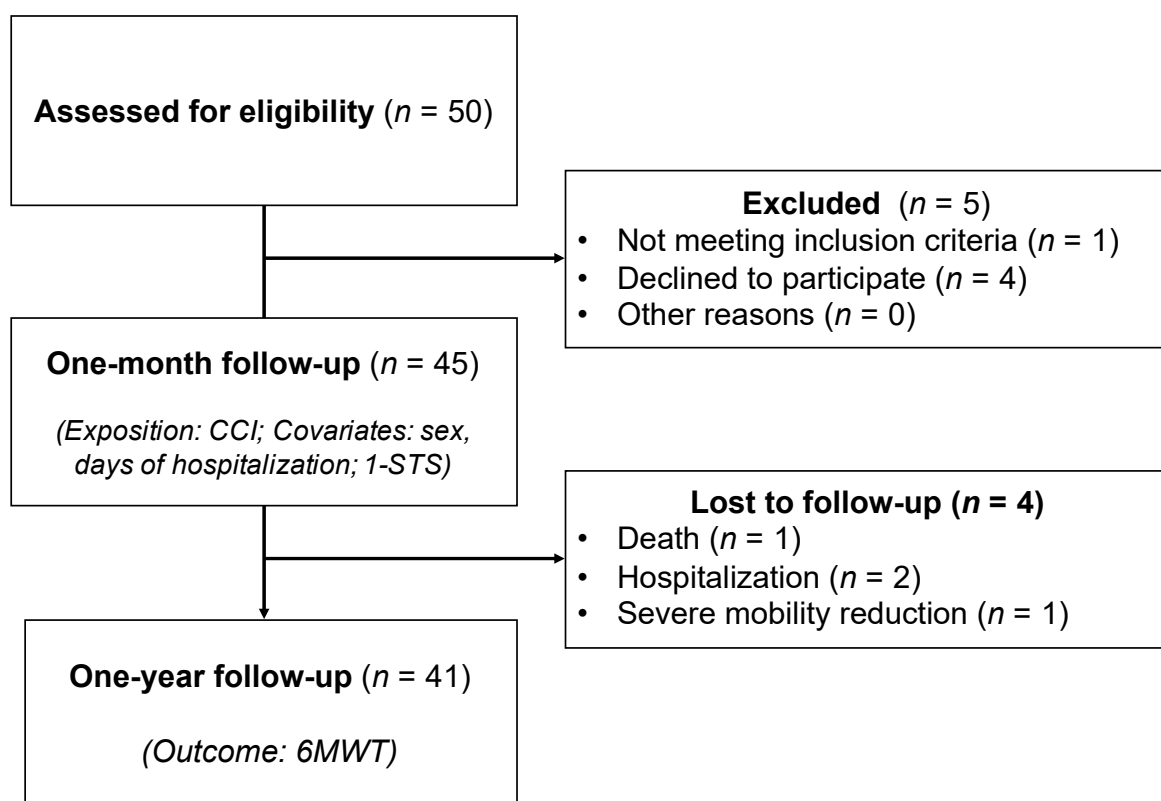 Assessed for eligibility (n = 50)
Excluded (n = 5)
• Not meeting inclusion criteria (n = 1)
• Declined to participate (n = 4)
• Other reasons (n = 0)
One-month follow-up (n = 45)
(Exposition: CCI; Covariates: sex,
days of hospitalization; 1-STS)
Lost to follow-up (n = 4)
• Death (n = 1)
• Hospitalization (n = 2)
• Severe mobility reduction (n = 1)
One-year follow-up (n = 41)
(Outcome: 6MWT)